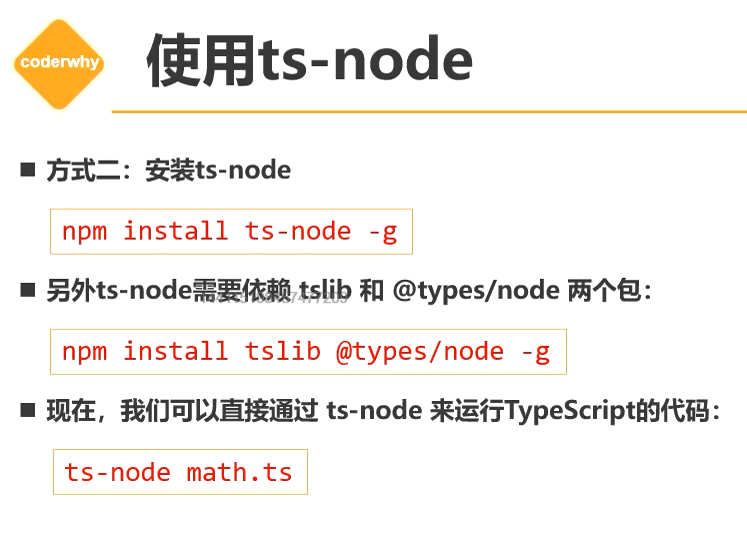 coderwhy
使用ts-node
方式二：安装ts-node
npm install ts-node -g
另外ts-node需要依赖 tslib 和 @types/node 两个包：
npm install tslib @types/node -g
现在，我们可以直接通过 ts-node 来运行TypeScript的代码：
ts-node math.ts